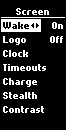 Screen
Wake On
Logo Off
Clock
Timeouts
Charge
Stealth
Contrast